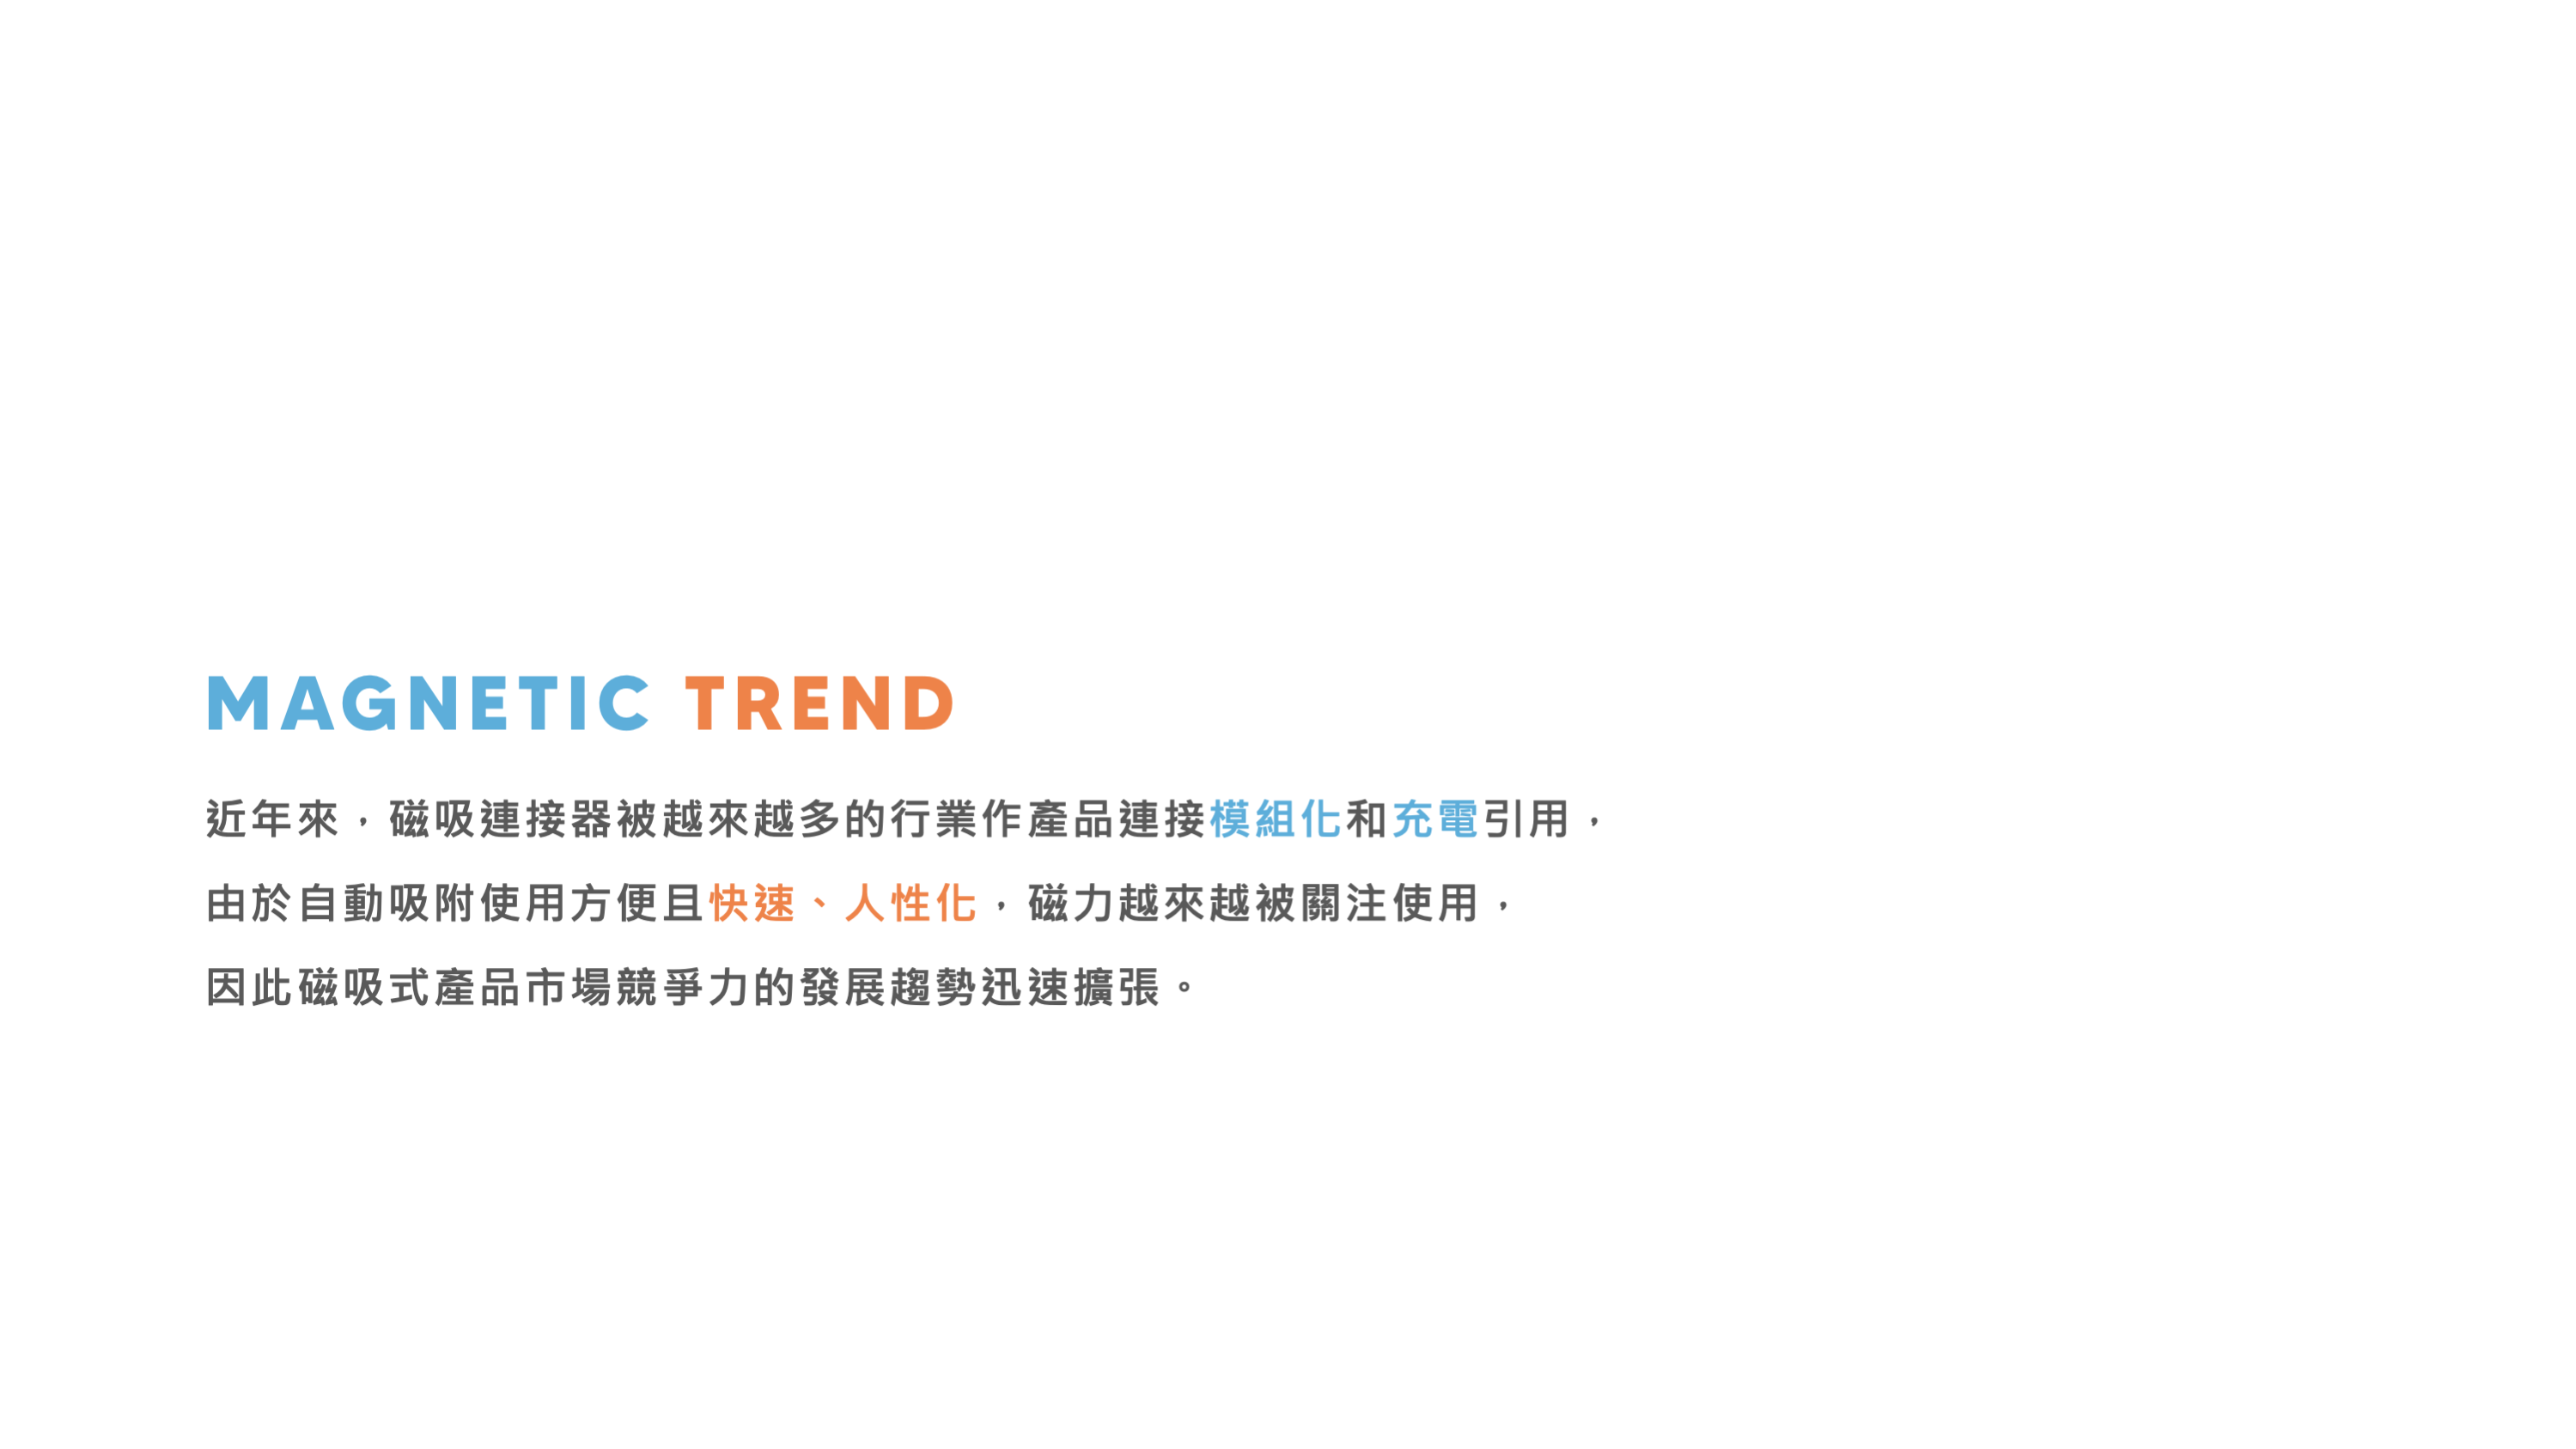 MAGNETIC TREND
近年來，磁吸連接器被越來越多的行業作產品連接模組化和充電引用，
由於自動吸附使用方便且快速、人性化，磁力越來越被關注使用，
因此磁吸式產品市場競爭力的發展趨勢迅速擴張。